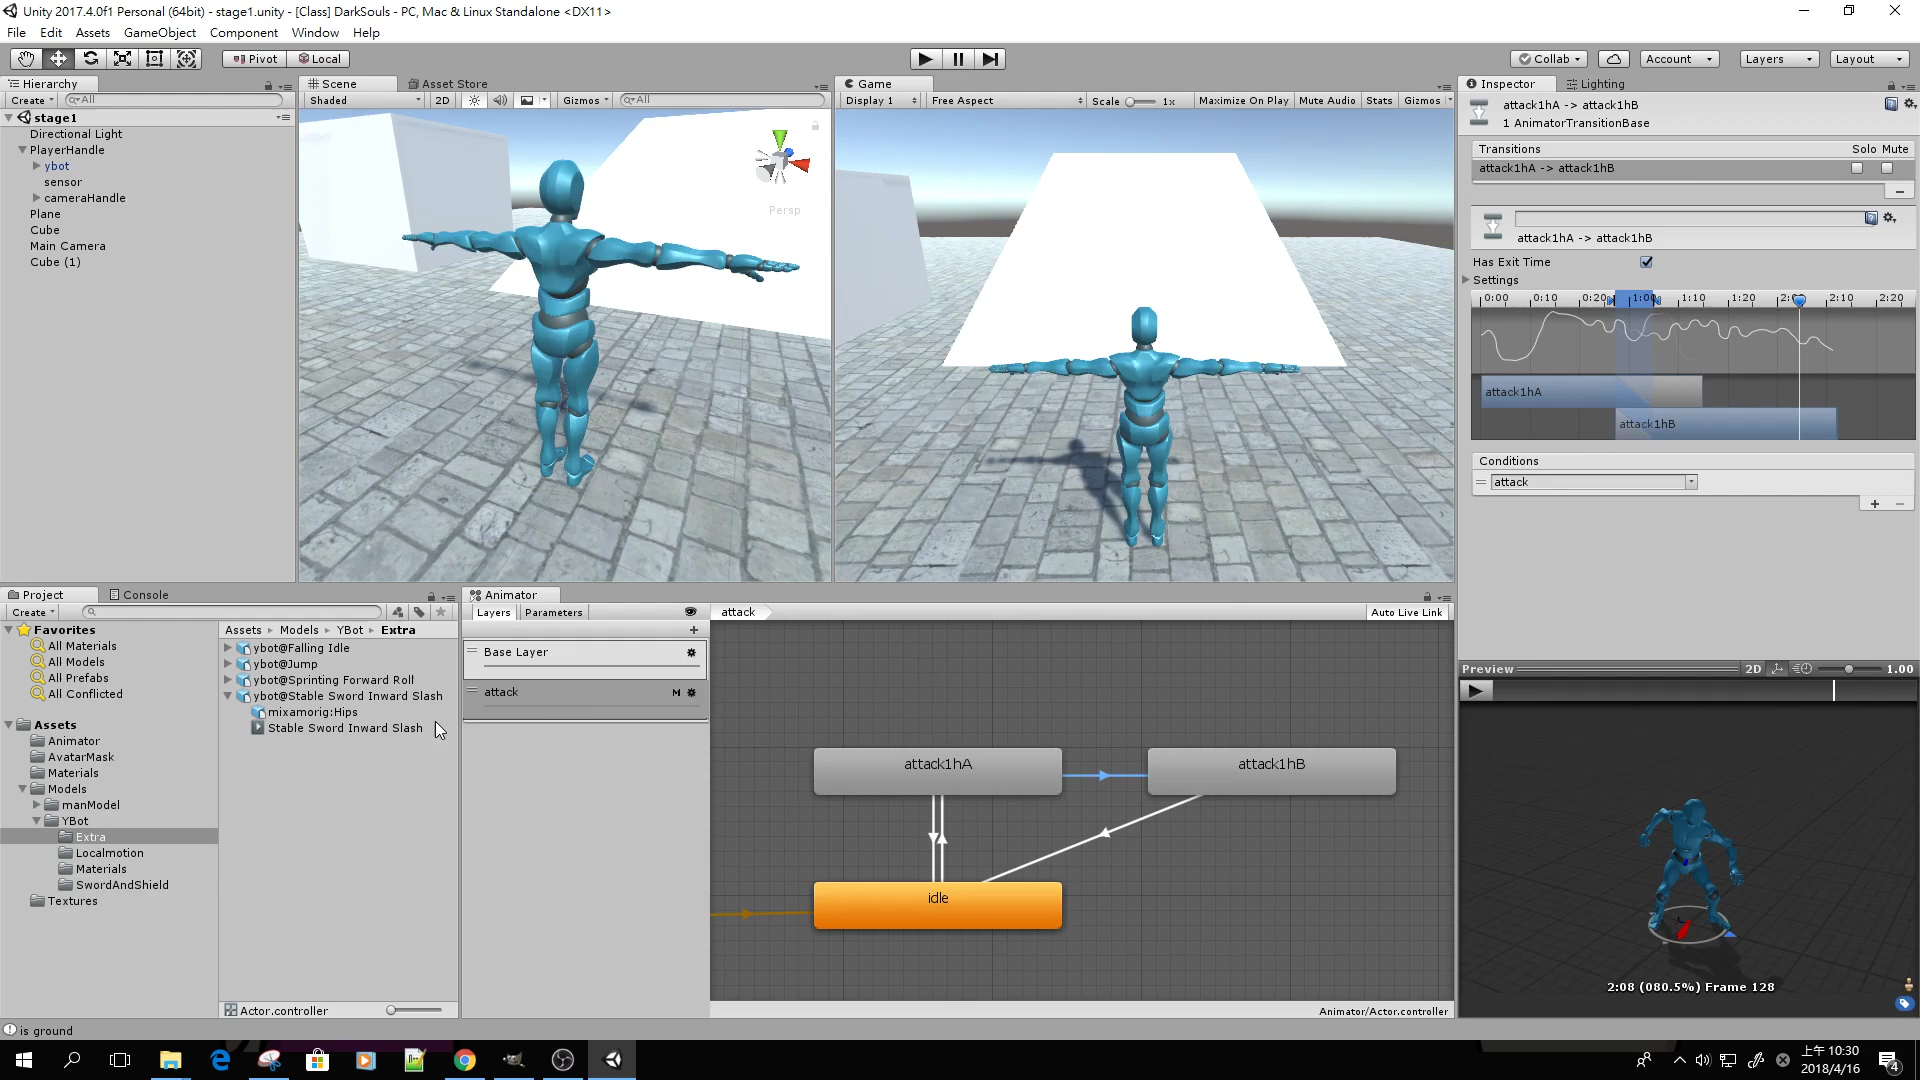 Unity 2017.4.0f1 Personal (64bit) - stage1.unity - [Class] DarkSouls - PC, Mac & Linux Standalone <DX11>
File Edit Assets GameObject Component Window Help
Pivot Local Collab Account Layers Layout
Hierarchy
Create All
stage1
Directional Light
PlayerHandle
ybot
sensor
cameraHandle
Plane
Cube
Main Camera
Cube (1)
Scene Asset Store
Shaded 2D Gizmos All
Persp
Game
Display 1 Free Aspect Scale 1x Maximize On Play Mute Audio Stats Gizmos
Inspector Lighting
attack1hA -> attack1hB
1 AnimatorTransitionBase
Transitions Solo Mute
attack1hA -> attack1hB
attack1hA -> attack1hB
Has Exit Time
Settings
0:00 0:10 0:20 1:00 1:10 1:20 2:10 2:20
attack1hA
attack1hB
Conditions
attack
Preview 2D 1.00
2:08 (080.5%) Frame 128
Project Console
Create
Favorites
All Materials
All Models
All Prefabs
All Conflicted
Assets
Animator
AvatarMask
Materials
Models
manModel
YBot
Extra
Localmotion
Materials
SwordAndShield
Textures
Assets Models YBot Extra
ybot@Falling Idle
ybot@Jump
ybot@Sprinting Forward Roll
ybot@Stable Sword Inward Slash
mixamorig:Hips
Stable Sword Inward Slash
Actor.controller
Animator
Layers Parameters
attack Auto Live Link
Base Layer
attack M
attack1hA attack1hB
idle
Animator/Actor.controller
is ground
上午 10:30
2018/4/16
4